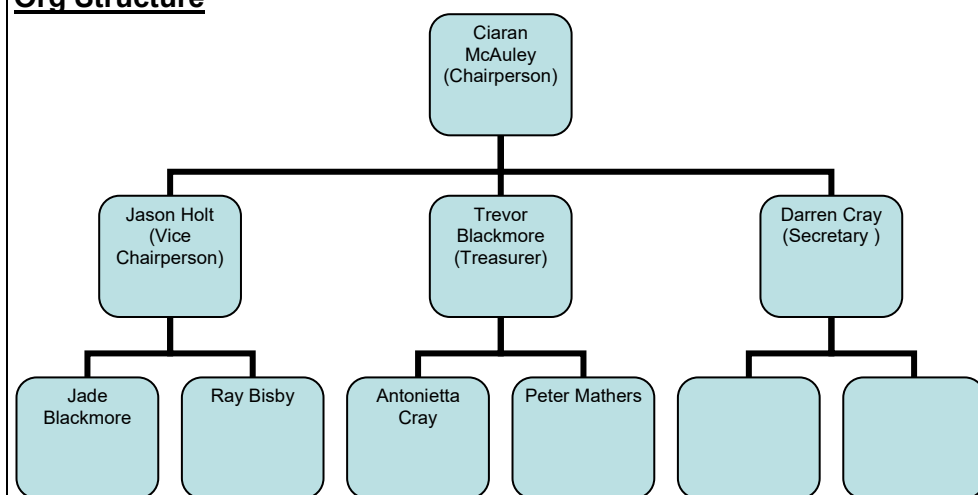 Org Structure
Ciaran
McAuley
(Chairperson)
Jason Holt
(Vice
Chairperson)
Trevor
Blackmore
(Treasurer)
Darren Cray
(Secretary )
Jade
Blackmore
Ray Bisby
Antonietta
Cray
Peter Mathers